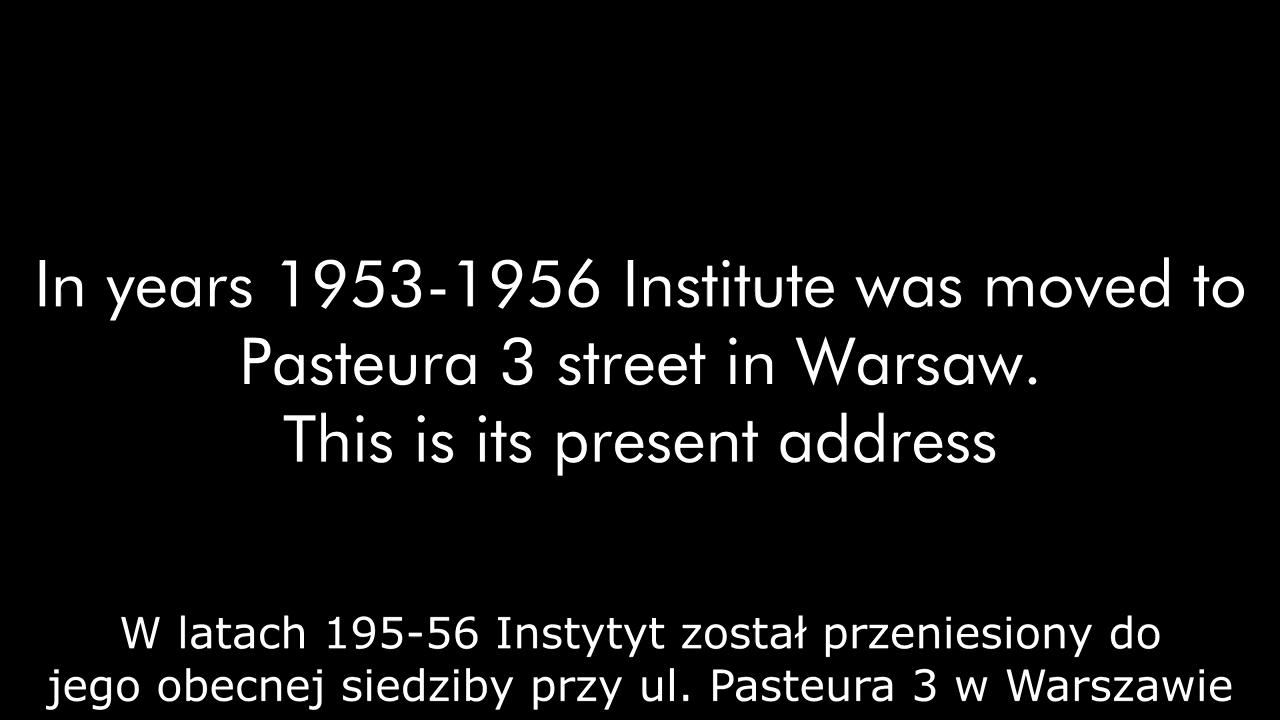 In years 1953-1956 Institute was moved to
Pasteura 3 street in Warsaw.
This is its present address
W latach 195-56 Instytyt został przeniesiony do
jego obecnej siedziby przy ul. Pasteura 3 w Warszawie